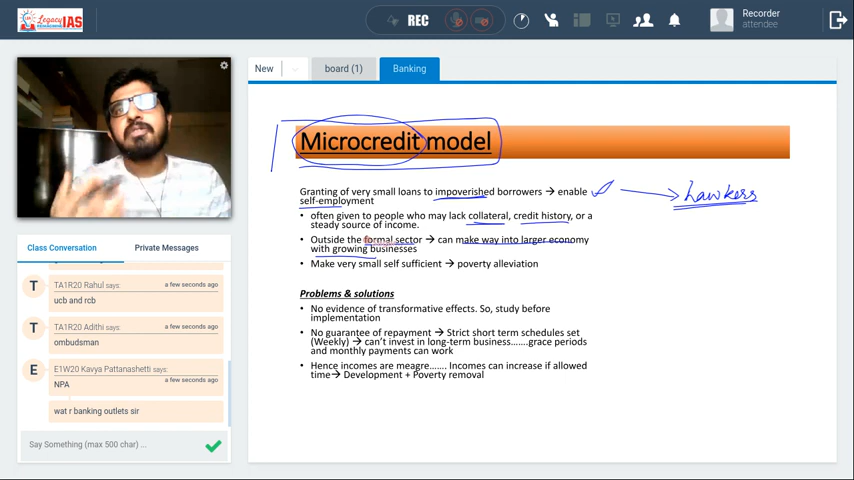 Legacy IAS
REC
Recorder
attendee
New
board (1)
Banking
Microcredit model
Granting of very small loans to impoverished borrowers → enable
self-employment
hawkers
• often given to people who may lack collateral, credit history, or a
steady source of income.
• Outside the formal sector → can make way into larger economy
with growing businesses
• Make very small self sufficient → poverty alleviation
Problems & solutions
• No evidence of transformative effects. So, study before
implementation
• No guarantee of repayment → Strict short term schedules set
(Weekly) → can't invest in long-term business.......grace periods
and monthly payments can work
• Hence incomes are meagre....... Incomes can increase if allowed
time→ Development + Poverty removal
Class Conversation
Private Messages
T
TA1R20 Rahul says:
a few seconds ago
ucb and rcb
T
TA1R20 Adithi says:
a few seconds ago
ombudsman
E
E1W20 Kavya Pattanashetti says:
a few seconds ago
NPA
wat r banking outlets sir
Say Something (max 500 char) ...